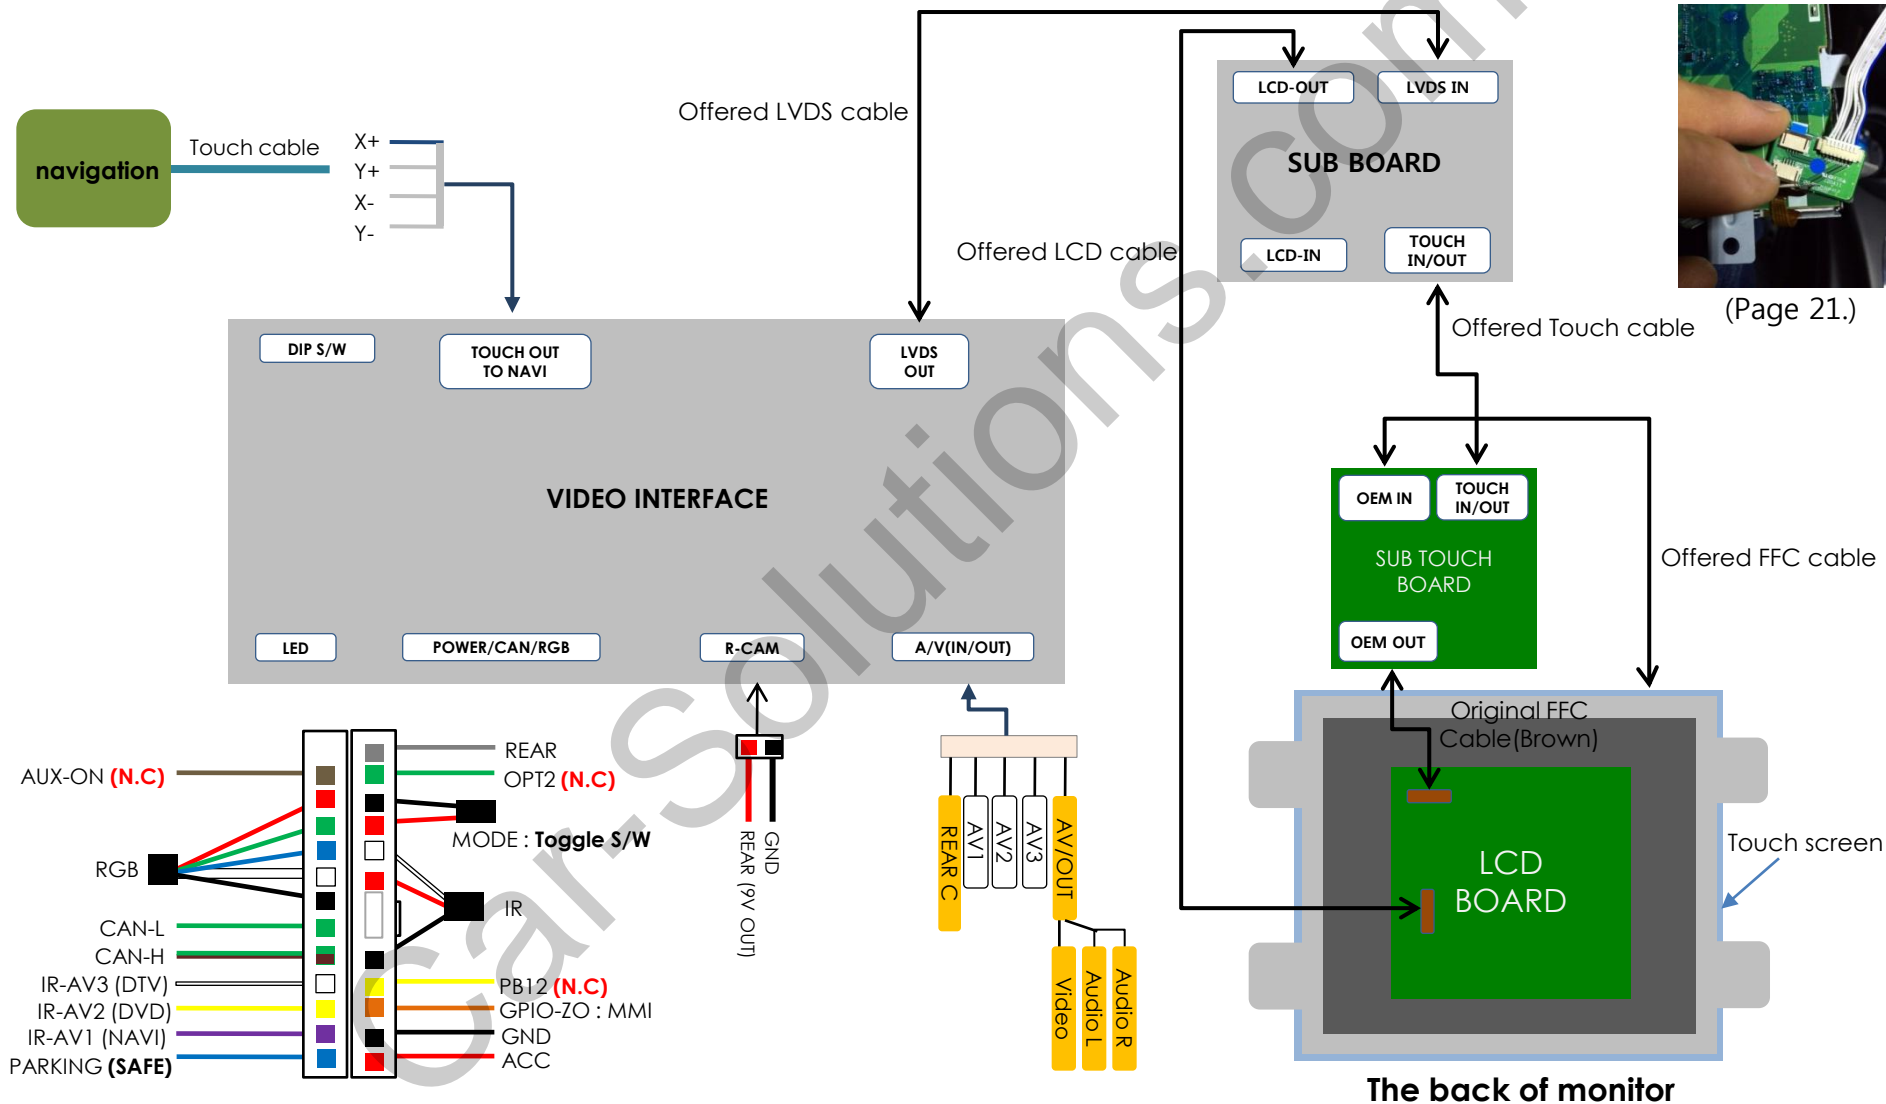 navigation
Touch cable
X+
Y+
X-
Y-
Offered LVDS cable
Offered LCD cable
LCD-OUT
LVDS IN
SUB BOARD
LCD-IN
TOUCH
IN/OUT
(Page 21.)
Offered Touch cable
DIP S/W
TOUCH OUT
TO NAVI
LVDS
OUT
VIDEO INTERFACE
LED
POWER/CAN/RGB
R-CAM
A/V(IN/OUT)
OEM IN
TOUCH
IN/OUT
SUB TOUCH
BOARD
OEM OUT
Offered FFC cable
Original FFC
Cable(Brown)
LCD
BOARD
Touch screen
The back of monitor
AUX-ON (N.C)
RGB
CAN-L
CAN-H
IR-AV3 (DTV)
IR-AV2 (DVD)
IR-AV1 (NAVI)
PARKING (SAFE)
REAR
OPT2 (N.C)
MODE : Toggle S/W
IR
PB12 (N.C)
GPIO-ZO : MMI
GND
ACC
REAR (9V OUT)
GND
REAR C
AV1
AV2
AV3
AV/OUT
Video
Audio L
Audio R
Car-Solutions.com